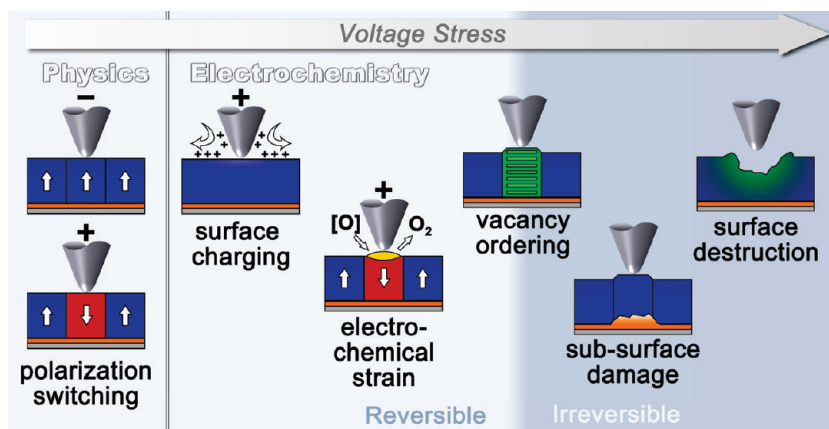 Voltage Stress
Physics
Electrochemistry
−
+
polarization
switching
+
+ + + + + +
+++ +++
surface
charging
+
[O] O₂
electro-
chemical
strain
vacancy
ordering
sub-surface
damage
surface
destruction
Reversible
Irreversible